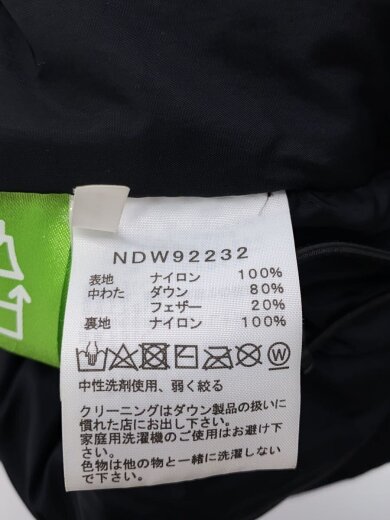 NDW92232
表地 ナイロン 100%
中わた ダウン 80%
フェザー 20%
裏地 ナイロン 100%
中性洗剤使用、弱く絞る
クリーニングはダウン製品の扱いに
慣れた店にお出し下さい。
家庭用洗濯機のご使用はお避け下
さい。
色物は他の物と一緒に洗濯しない
で下さい。